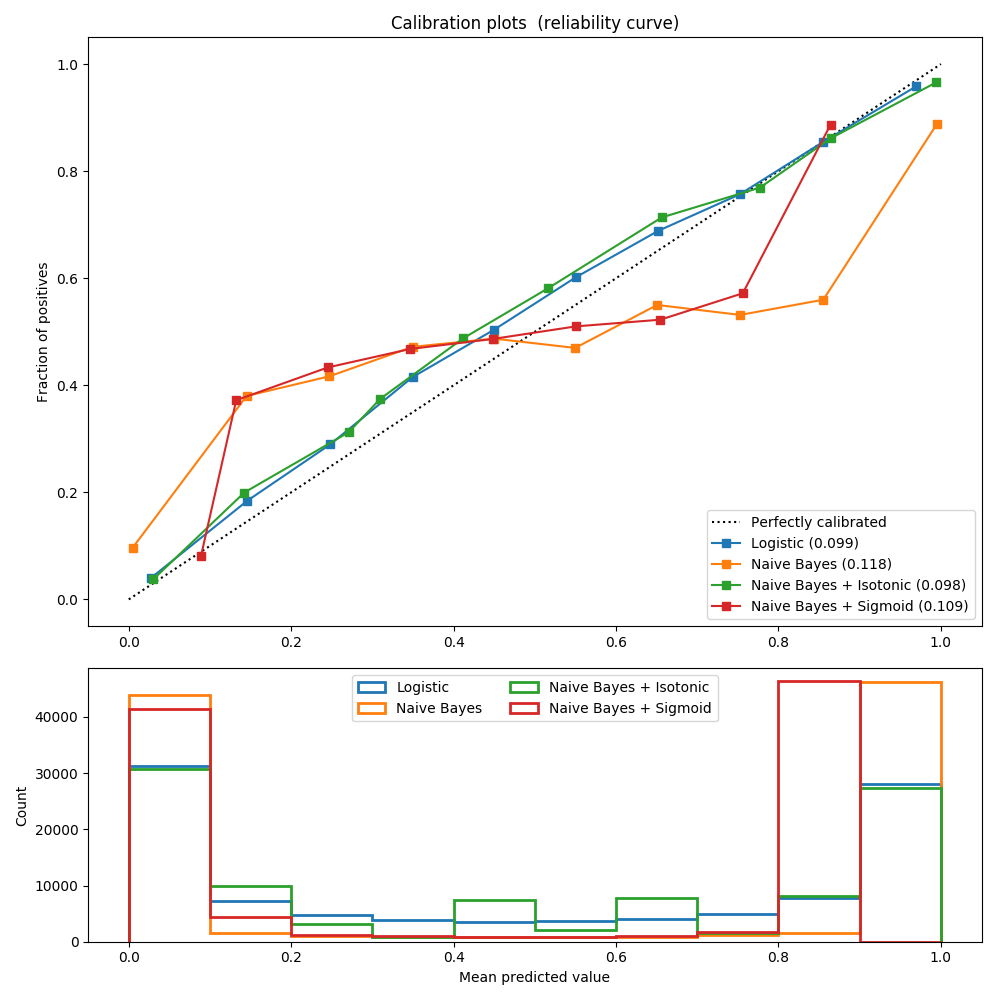 Calibration plots  (reliability curve)
Fraction of positives
1.0
0.8
0.6
0.4
0.2
0.0
Perfectly calibrated
Logistic (0.099)
Naive Bayes (0.118)
Naive Bayes + Isotonic (0.098)
Naive Bayes + Sigmoid (0.109)
0.0 0.2 0.4 0.6 0.8 1.0
Count
40000
30000
20000
10000
0
Logistic
Naive Bayes
Naive Bayes + Isotonic
Naive Bayes + Sigmoid
0.0 0.2 0.4 0.6 0.8 1.0
Mean predicted value